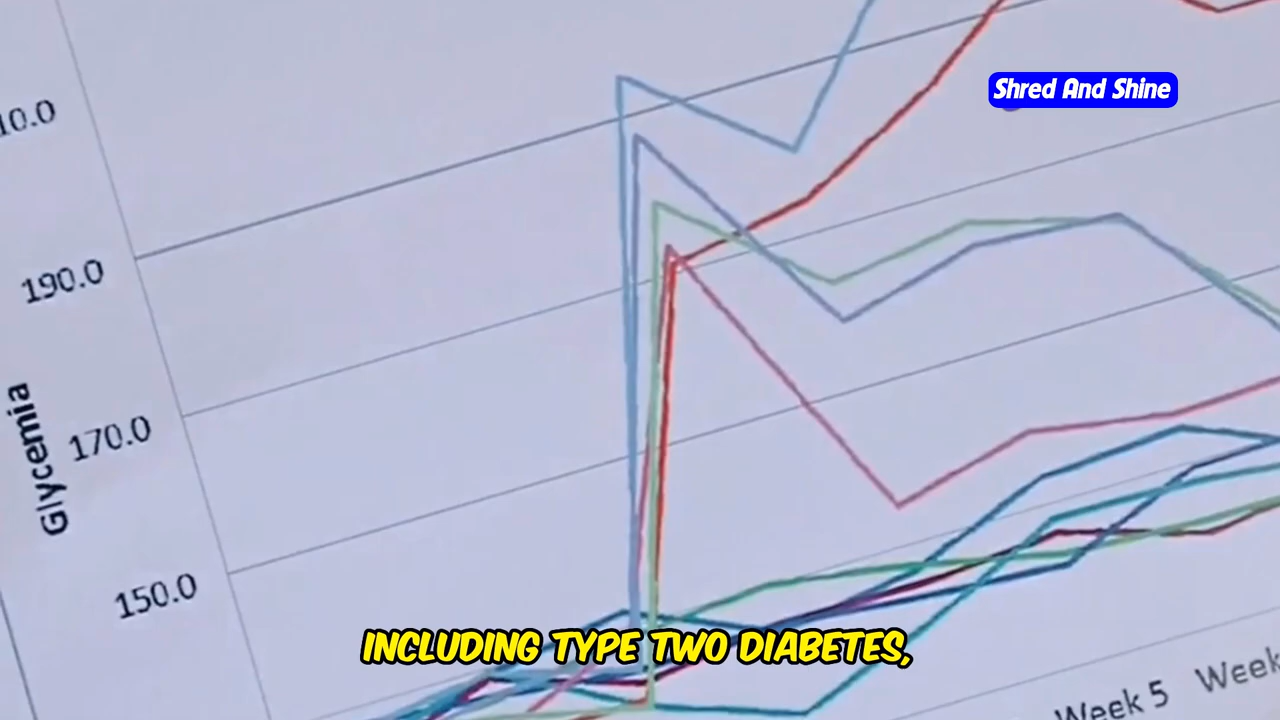 Shred And Shine
10.0
190.0
Glycemia
170.0
150.0
INCLUDING TYPE TWO DIABETES,
Week 5
Week